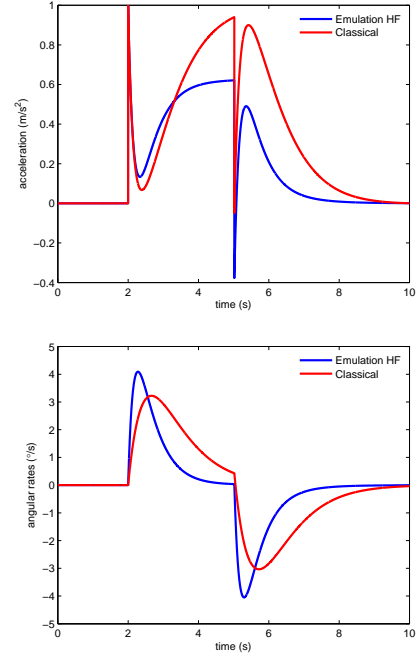 1
0.8
0.6
0.4
0.2
0
−0.2
−0.4
acceleration (m/s²)
Emulation HF
Classical
0 2 4 6 8 10
time (s)
5
4
3
2
1
0
−1
−2
−3
−4
−5
angular rates (°/s)
Emulation HF
Classical
0 2 4 6 8 10
time (s)